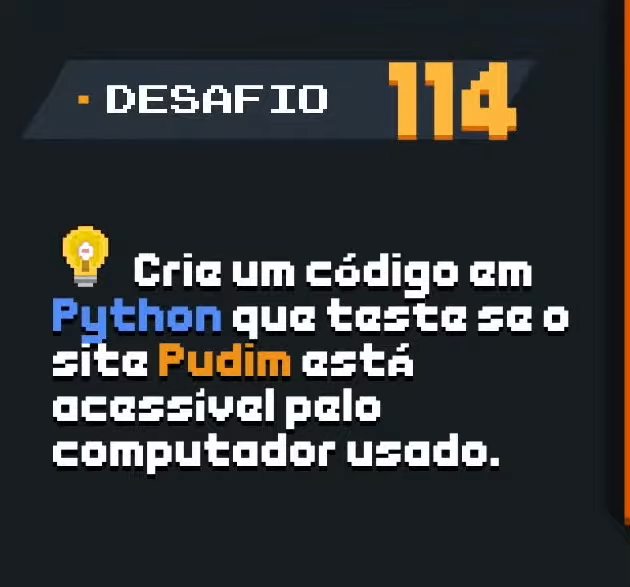 DESAFIO 114
Crie um código em
Python que teste se o
site Pudim está
acessível pelo
computador usado.